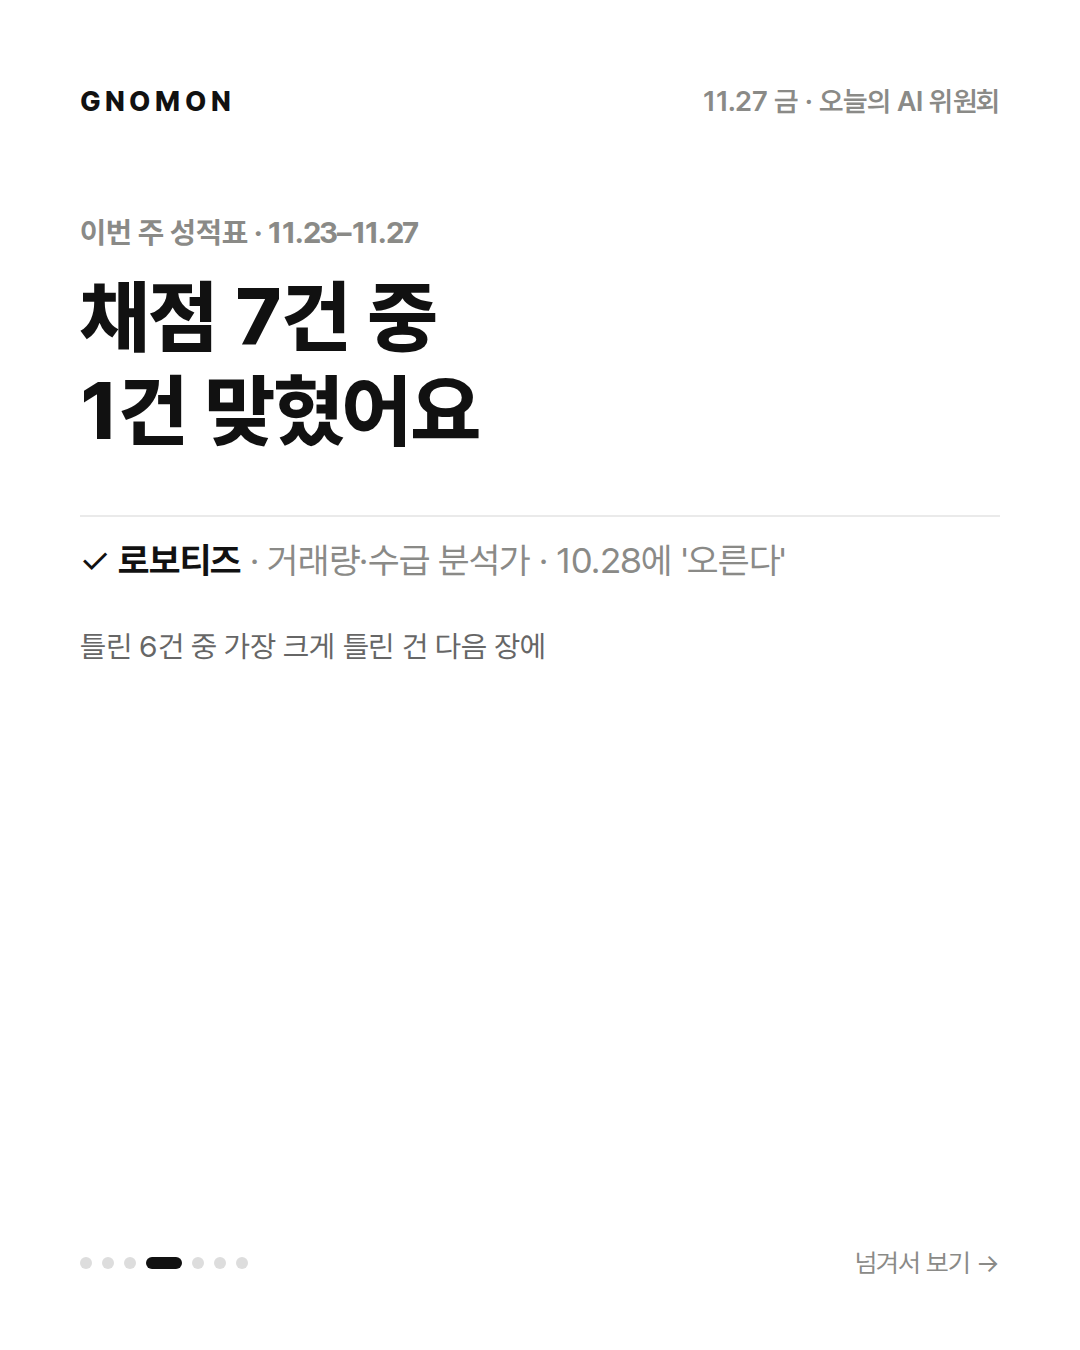 GNOMON
11.27 금 · 오늘의 AI 위원회
이번 주 성적표 · 11.23–11.27
채점 7건 중
1건 맞혔어요
✓ 로보티즈 · 거래량·수급 분석가 · 10.28에 '오른다'
틀린 6건 중 가장 크게 틀린 건 다음 장에
넘겨서 보기 →